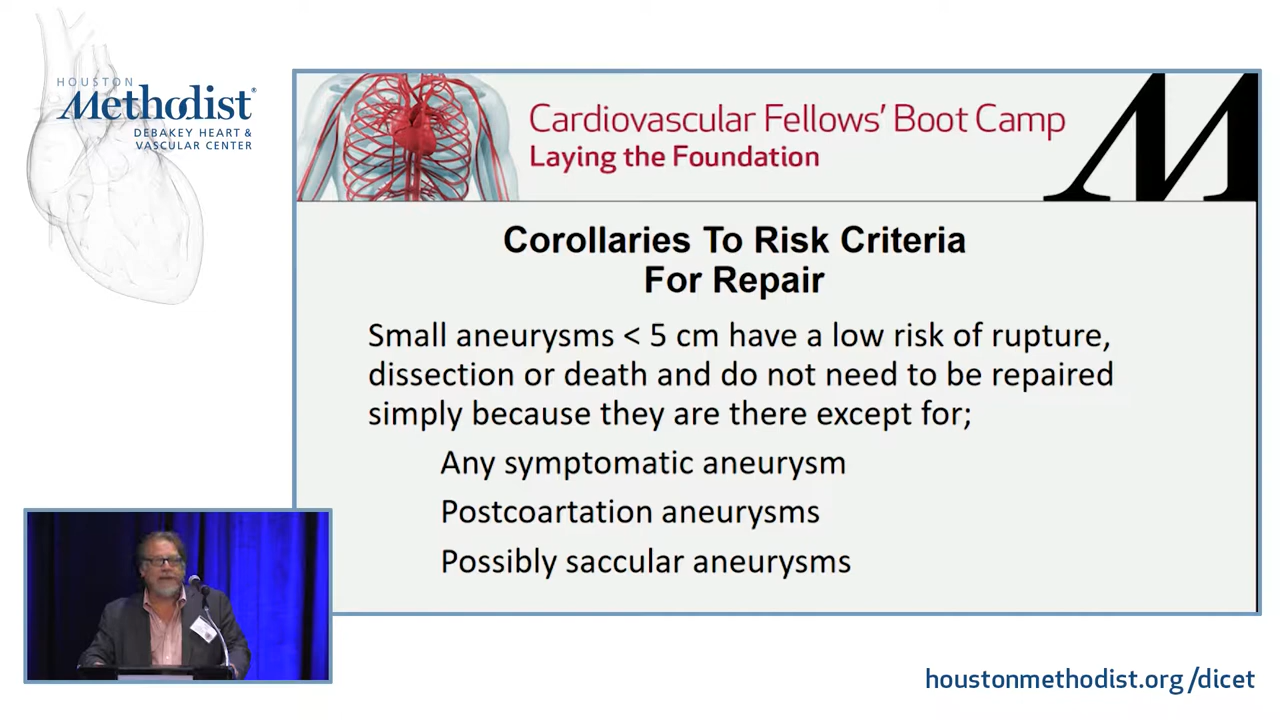 HOUSTON
Methodist®
DEBAKEY HEART &
VASCULAR CENTER
Cardiovascular Fellows' Boot Camp
Laying the Foundation
M
Corollaries To Risk Criteria
For Repair
Small aneurysms < 5 cm have a low risk of rupture,
dissection or death and do not need to be repaired
simply because they are there except for;
Any symptomatic aneurysm
Postcoartation aneurysms
Possibly saccular aneurysms
houstonmethodist.org/dicet